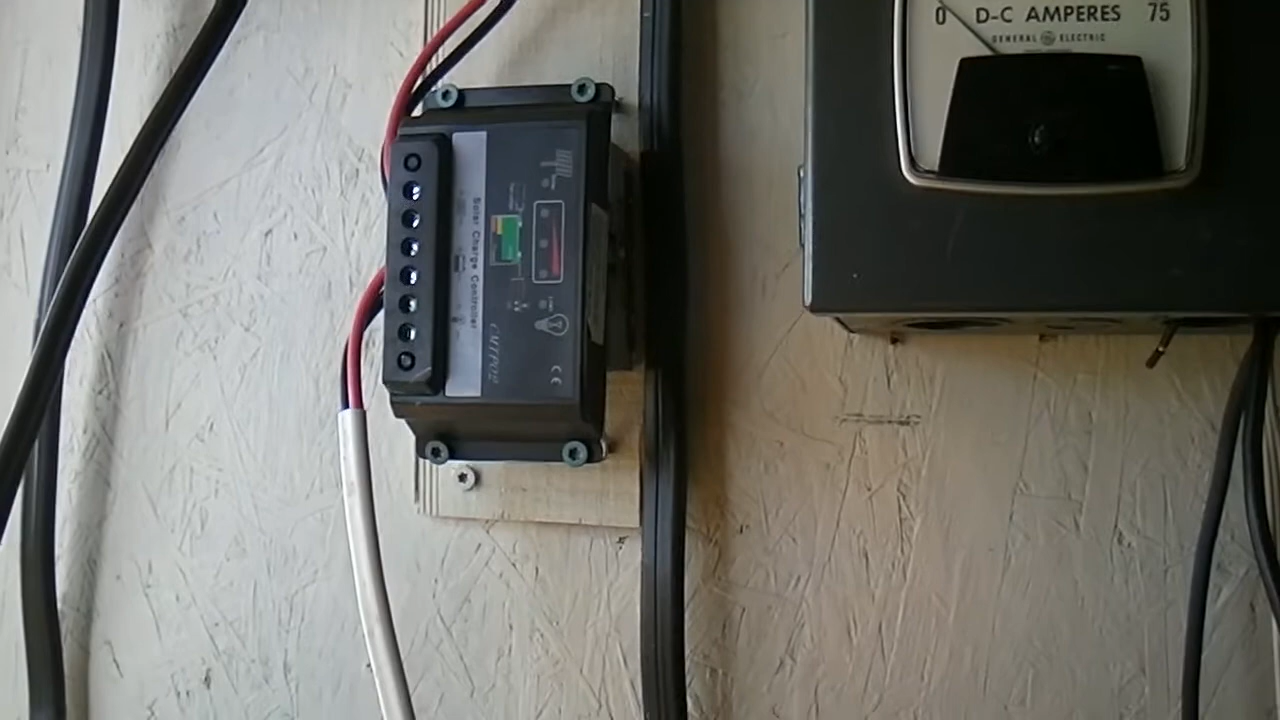 0 D-C AMPERES 75
GENERAL ELECTRIC
Solar Charge Controller
CMTP02
CE